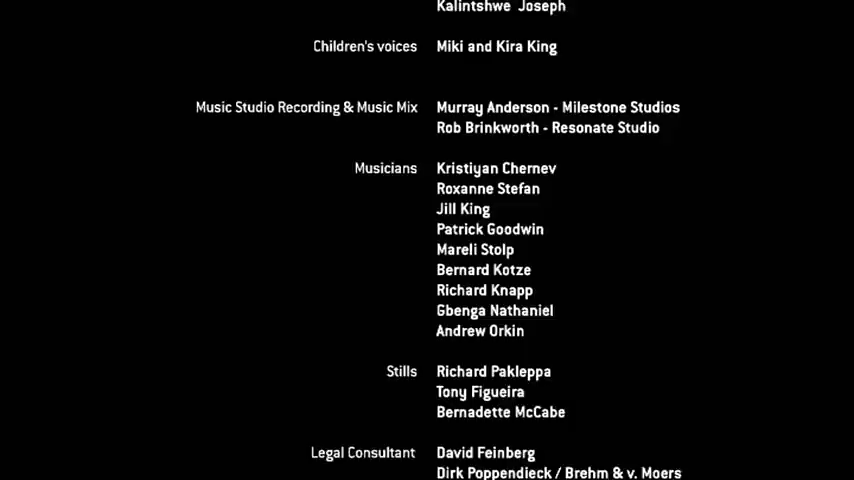 Kalintshwe Joseph
Children's voices Miki and Kira King
Music Studio Recording & Music Mix Murray Anderson - Milestone Studios
Rob Brinkworth - Resonate Studio
Musicians Kristiyan Chernev
Roxanne Stefan
Jill King
Patrick Goodwin
Mareli Stolp
Bernard Kotze
Richard Knapp
Gbenga Nathaniel
Andrew Orkin
Stills Richard Pakleppa
Tony Figueira
Bernadette McCabe
Legal Consultant David Feinberg
Dirk Poppendieck / Brehm & v. Moers